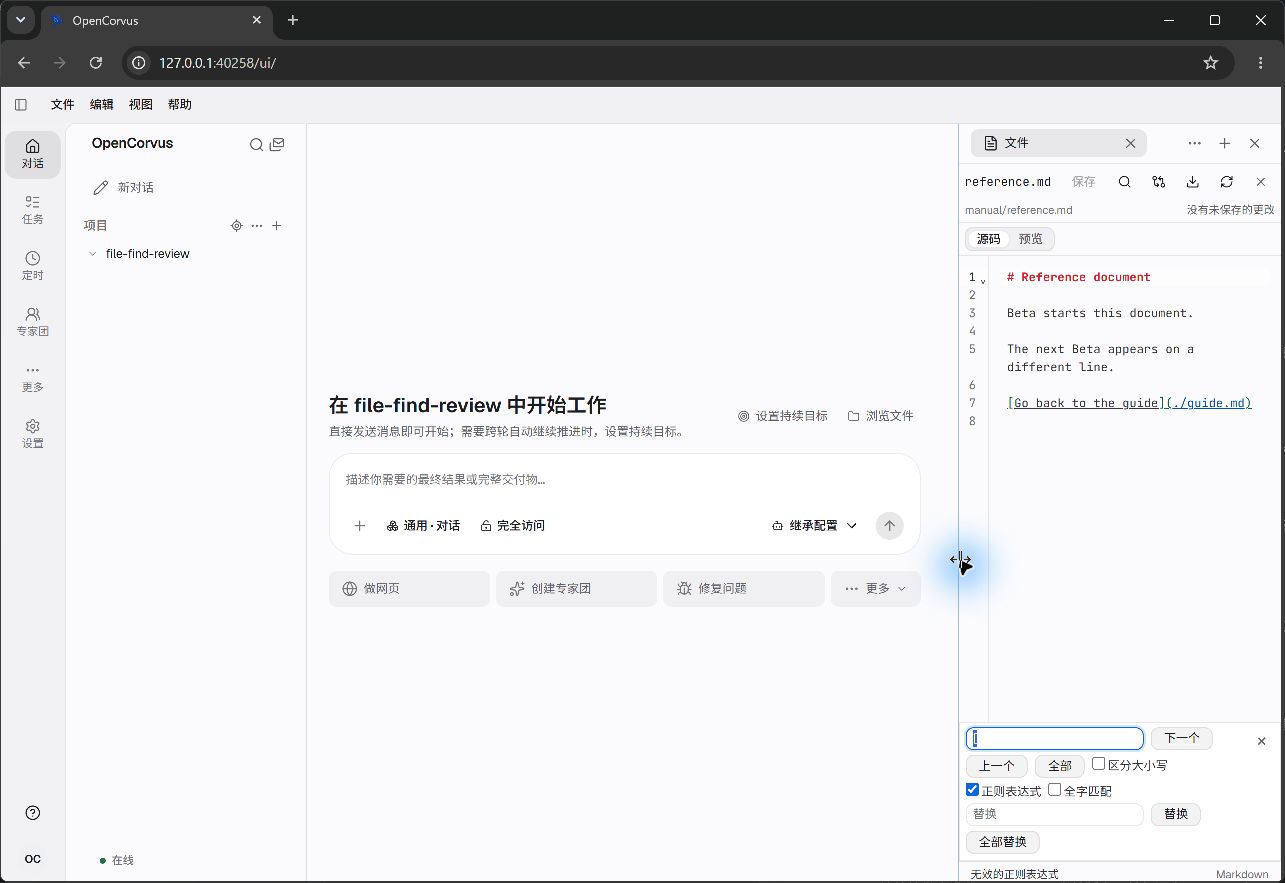 OpenCorvus
127.0.0.1:40258/ui/
文件 编辑 视图 帮助
对话
任务
定时
专家团
更多
设置
OC
OpenCorvus
新对话
项目
file-find-review
在线
在 file-find-review 中开始工作
直接发送消息即可开始；需要跨轮自动继续推进时，设置持续目标。
设置持续目标 浏览文件
描述你需要的最终结果或完整交付物...
通用 · 对话 完全访问 继承配置
做网页 创建专家团 修复问题 更多
文件
reference.md 保存
manual/reference.md 没有未保存的更改
源码 预览
1 # Reference document
2
3 Beta starts this document.
4
5 The next Beta appears on a
different line.
6
7 [Go back to the guide](./guide.md)
8
[ 下一个
上一个 全部 区分大小写
正则表达式 全字匹配
替换 替换
全部替换
无效的正则表达式 Markdown